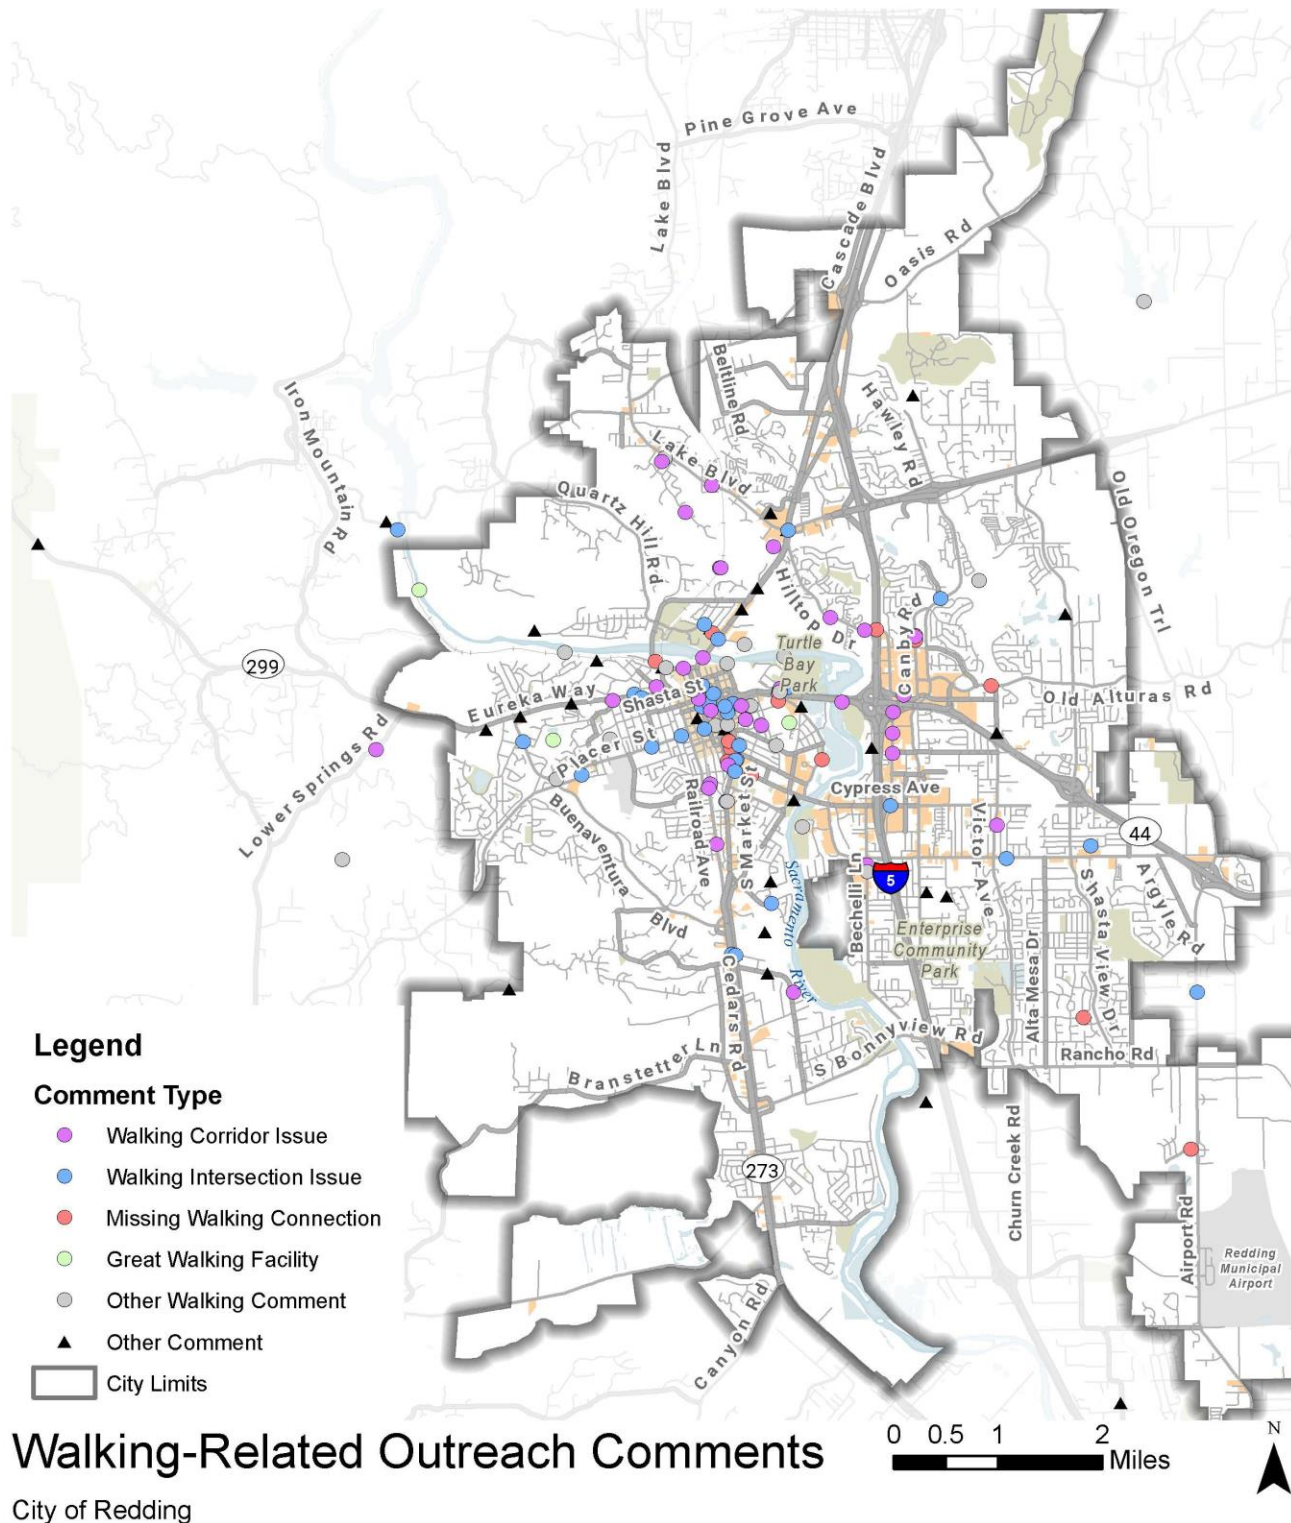 Pine Grove Ave
Lake Blvd
Cascade Blvd
Oasis Rd
Beltline Rd
Hawley Rd
Iron Mountain Rd
Lake Blvd
Quartz Hill Rd
Old Oregon Trl
Hilltop Dr
Canby Rd
Turtle
Bay
Park
299
Eureka Way
Shasta St
Old Alturas Rd
Lower Springs Rd
Placer St
Cypress Ave
Railroad Ave
S Market St
Victor Ave
44
Buenaventura
Blvd
Sacramento
River
Bechelli Ln
5
Shasta View Dr
Argyle Rd
Enterprise
Community
Park
Alta Mesa Dr
Cedars Rd
S Bonnyview Rd
Rancho Rd
Branstetter Ln
273
Churn Creek Rd
Airport Rd
Redding
Municipal
Airport
Canyon Rd
Legend
Comment Type
Walking Corridor Issue
Walking Intersection Issue
Missing Walking Connection
Great Walking Facility
Other Walking Comment
Other Comment
City Limits
Walking-Related Outreach Comments
City of Redding
0 0.5 1 2
Miles
N